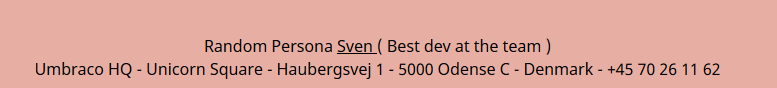 Random Persona Sven ( Best dev at the team )
Umbraco HQ - Unicorn Square - Haubergsvej 1 - 5000 Odense C - Denmark - +45 70 26 11 62